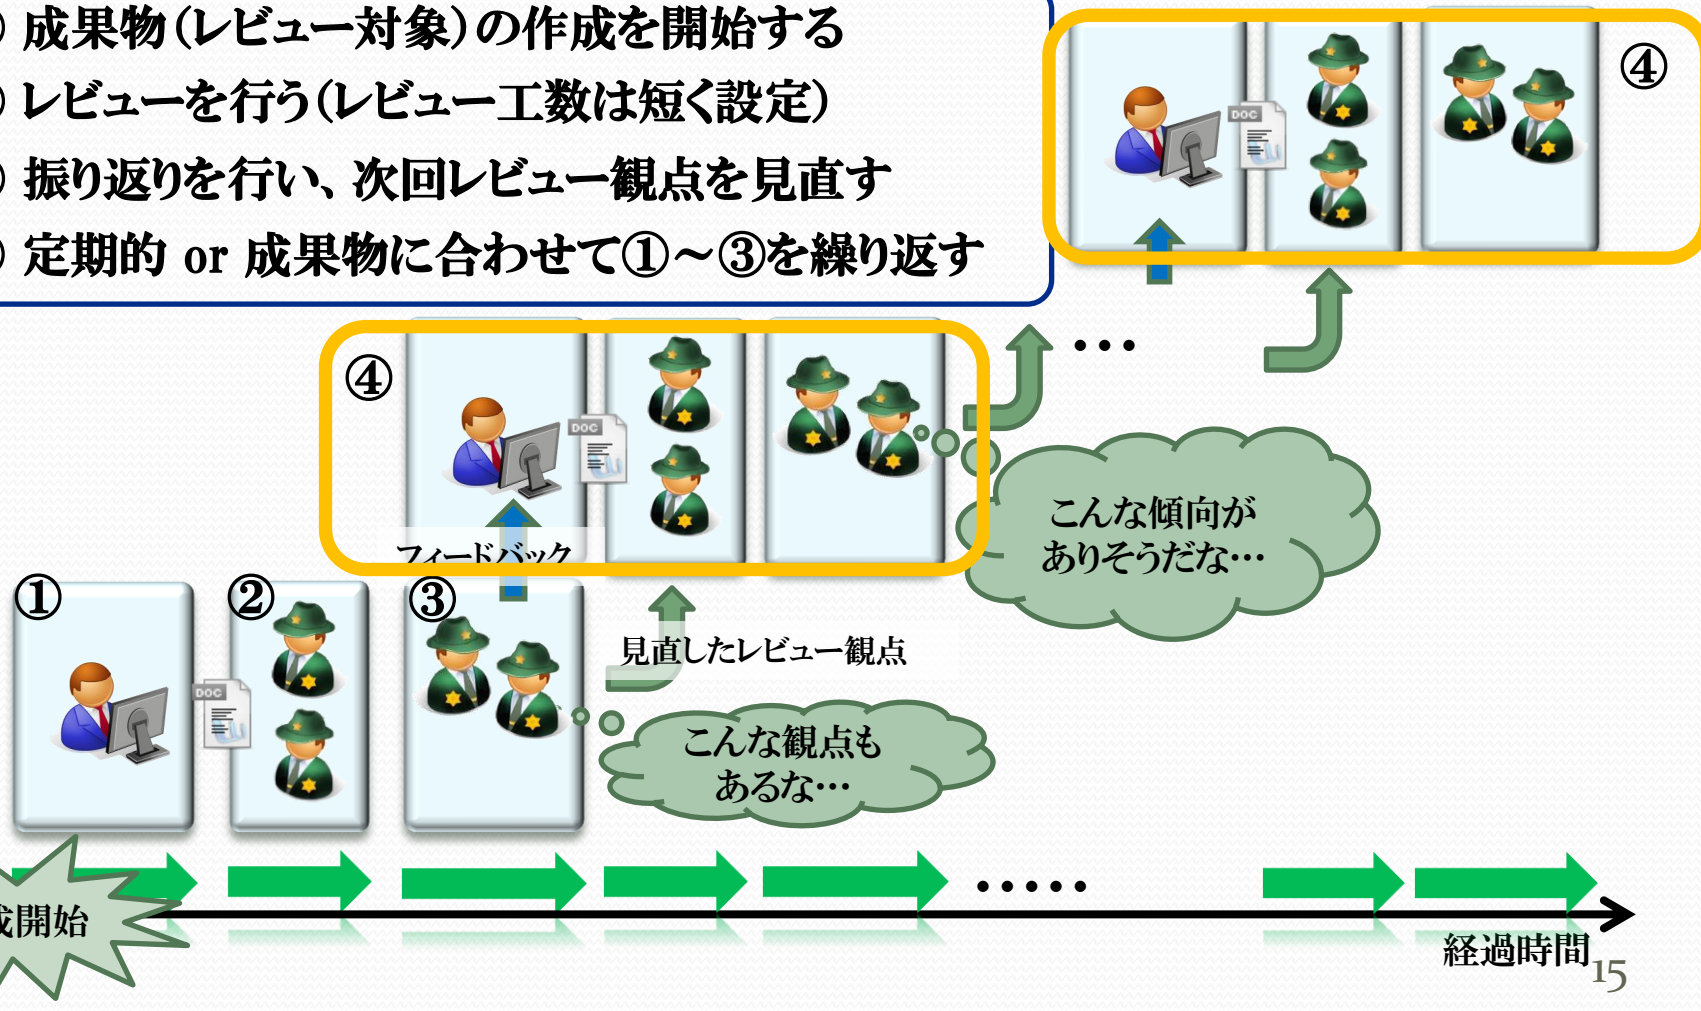 成果物(レビュー対象)の作成を開始する
レビューを行う(レビュー工数は短く設定)
振り返りを行い、次回レビュー観点を見直す
定期的 or 成果物に合わせて①～③を繰り返す
④
DOC
④
…
DOC
こんな傾向が
ありそうだな…
フィードバック
① ② ③
見直したレビュー観点
DOC
こんな観点も
あるな…
.....
開始
経過時間
15